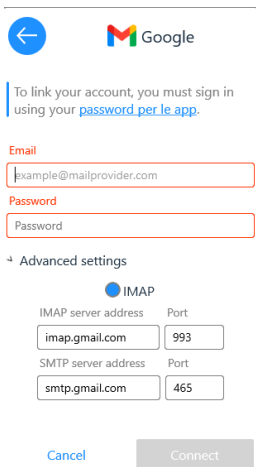 Google
To link your account, you must sign in
using your password per le app.
Email
example@mailprovider.com
Password
Password
Advanced settings
IMAP
IMAP server address Port
imap.gmail.com 993
SMTP server address Port
smtp.gmail.com 465
Cancel Connect